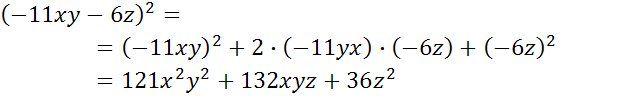 (−11xy − 6z)² =
= (−11xy)² + 2 · (−11yx) · (−6z) + (−6z)²
= 121x²y² + 132xyz + 36z²